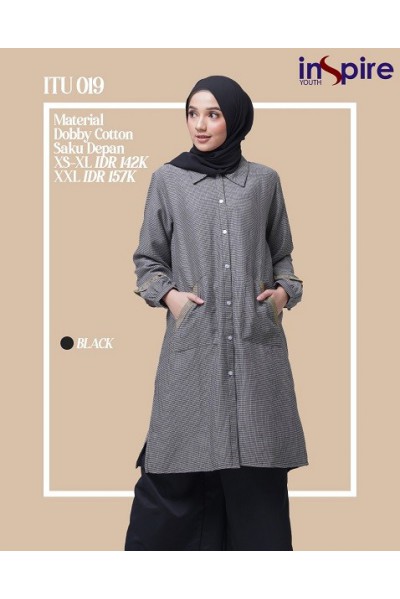 ITU 019
inSpire
YOUTH
Material
Dobby Cotton
Saku Depan
XS-XL IDR 142K
XXL IDR 157K
BLACK